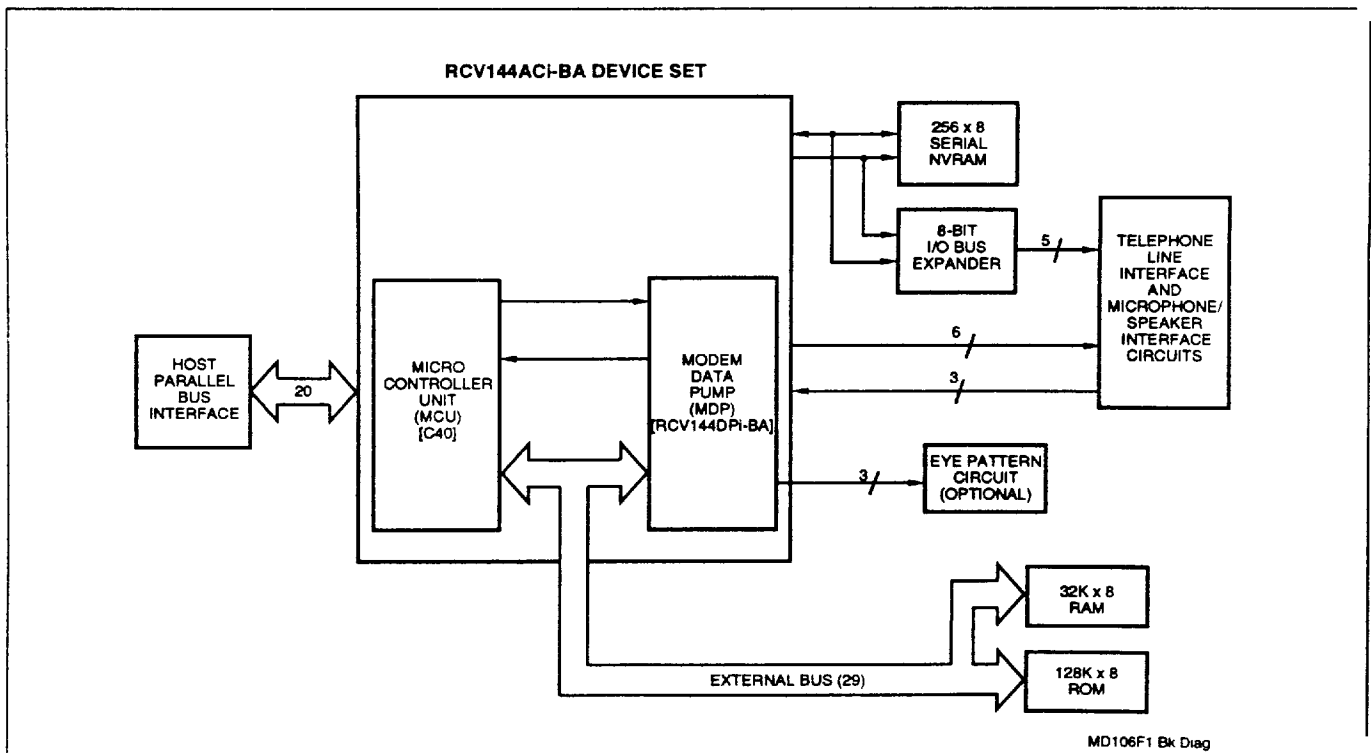 RCV144ACi-BA DEVICE SET
256 x 8
SERIAL
NVRAM
8-BIT
I/O BUS
EXPANDER
5
TELEPHONE
LINE
INTERFACE
AND
MICROPHONE/
SPEAKER
INTERFACE
CIRCUITS
HOST
PARALLEL
BUS
INTERFACE
20
MICRO
CONTROLLER
UNIT
(MCU)
[C40]
MODEM
DATA
PUMP
(MDP)
[RCV144DPi-BA]
6
3
3
EYE PATTERN
CIRCUIT
(OPTIONAL)
32K x 8
RAM
EXTERNAL BUS (29)
128K x 8
ROM
MD106F1 Bk Diag